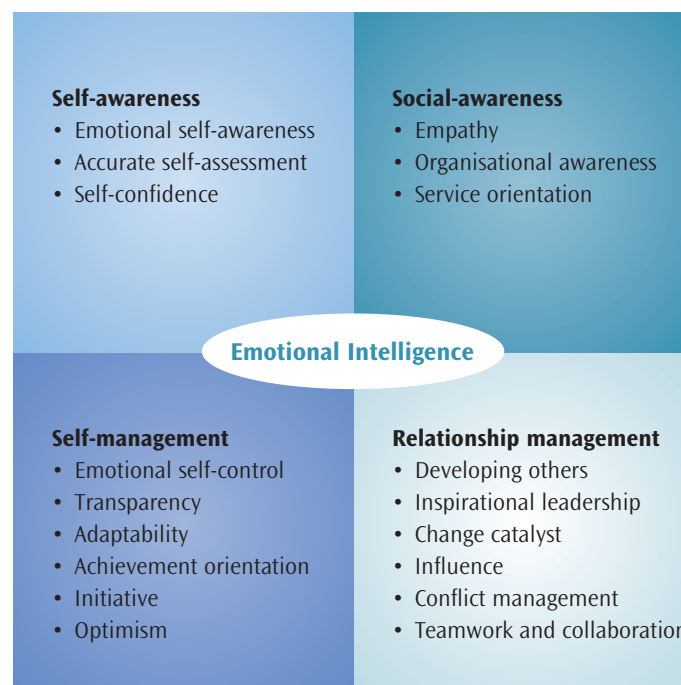 Self-awareness
• Emotional self-awareness
• Accurate self-assessment
• Self-confidence
Social-awareness
• Empathy
• Organisational awareness
• Service orientation
Emotional Intelligence
Self-management
• Emotional self-control
• Transparency
• Adaptability
• Achievement orientation
• Initiative
• Optimism
Relationship management
• Developing others
• Inspirational leadership
• Change catalyst
• Influence
• Conflict management
• Teamwork and collaboration